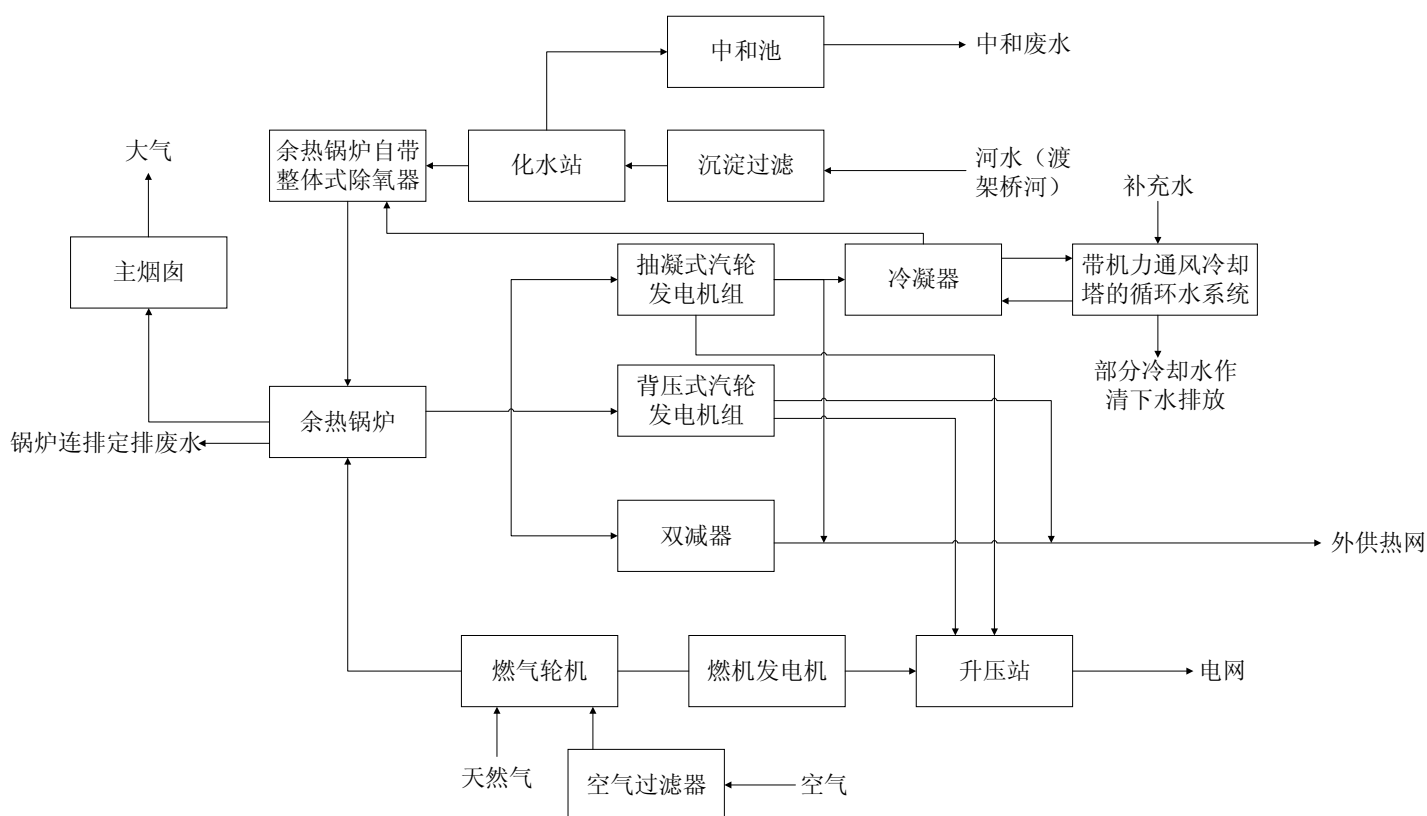 中和池
中和废水
大气
余热锅炉自带
整体式除氧器
化水站
沉淀过滤
河水（渡
架桥河）
补充水
主烟囱
抽凝式汽轮
发电机组
冷凝器
带机力通风冷却
塔的循环水系统
背压式汽轮
发电机组
部分冷却水作
清下水排放
余热锅炉
锅炉连排定排废水
双减器
外供热网
燃气轮机
燃机发电机
升压站
电网
天然气
空气过滤器
空气